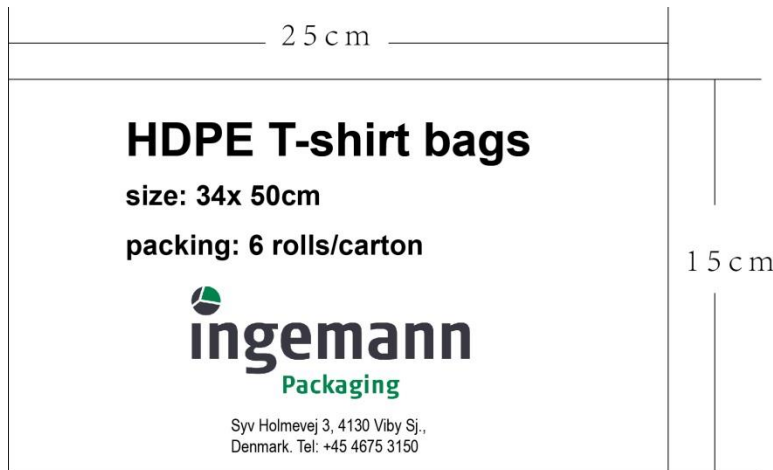 25cm
HDPE T-shirt bags
size: 34x 50cm
packing: 6 rolls/carton
15cm
ingemann
Packaging
Syv Holmevej 3, 4130 Viby Sj.,
Denmark. Tel: +45 4675 3150